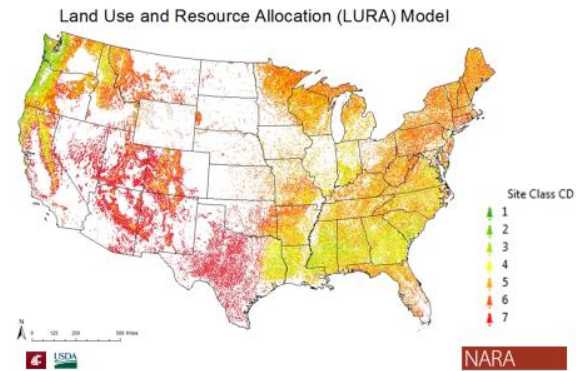 Land Use and Resource Allocation (LURA) Model
Site Class CD
1
2
3
4
5
6
7
N
0 125 250 500 Miles
USDA
NARA